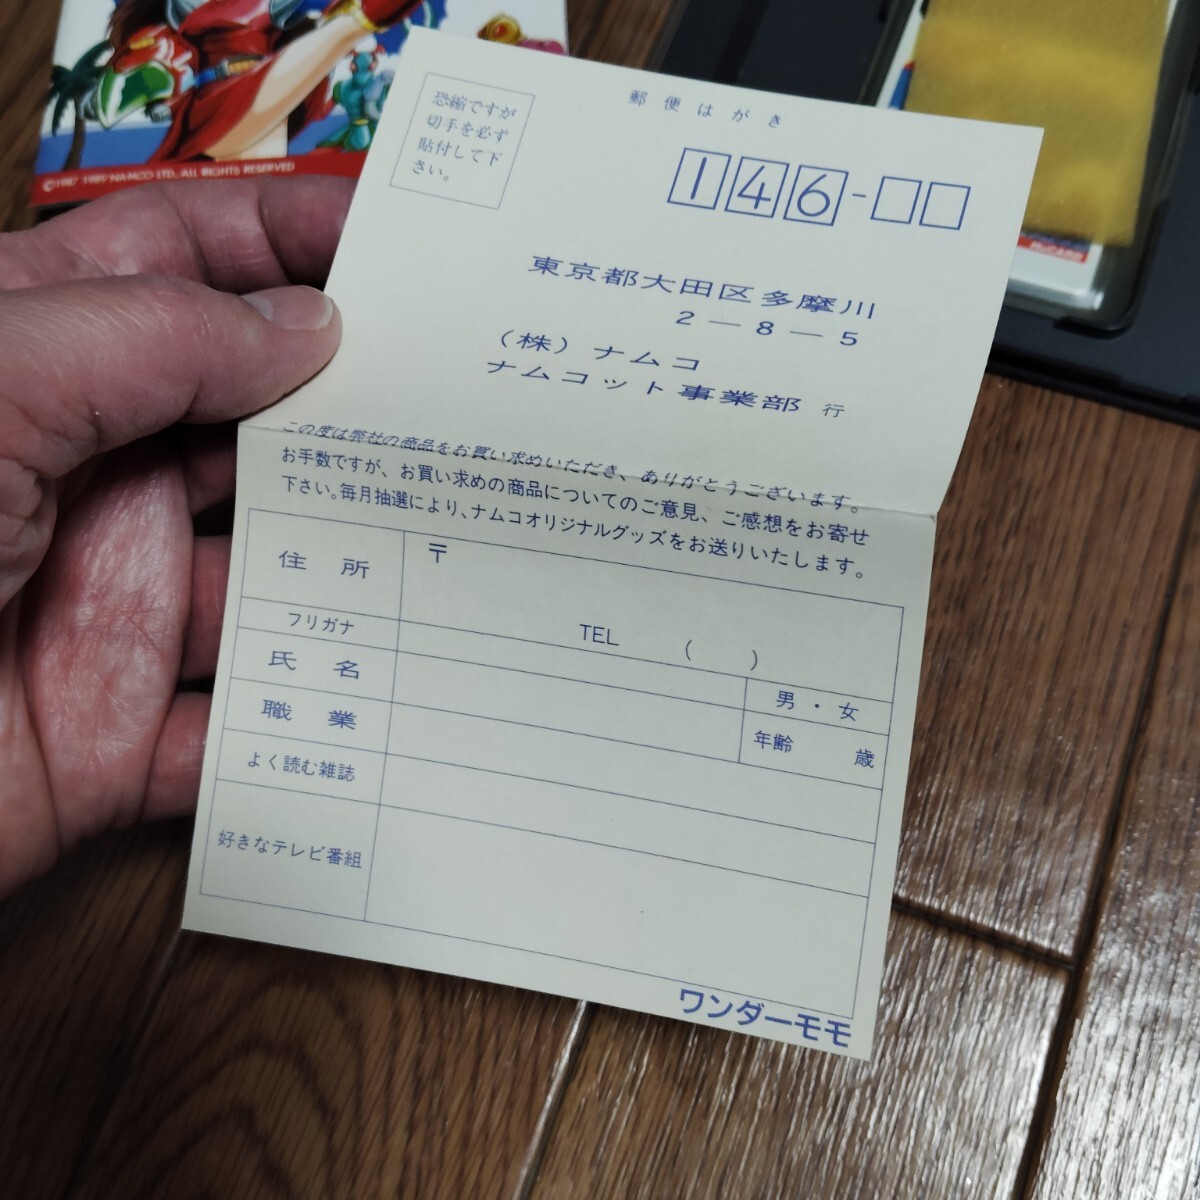 ©1987 1989 NAMCO LTD., ALL RIGHTS RESERVED
恐縮ですが
切手を必ず
貼付して下
さい。
郵便はがき
146-□□
東京都大田区多摩川
2－8－5
（株）ナムコ
ナムコット事業部 行
この度は弊社の商品をお買い求めいただき、ありがとうございます。
お手数ですが、お買い求めの商品についてのご意見、ご感想をお寄せ
下さい。毎月抽選により、ナムコオリジナルグッズをお送りいたします。
住所 〒
TEL （ ）
フリガナ
氏名
男・女
職業
年齢 歳
よく読む雑誌
好きなテレビ番組
ワンダーモモ